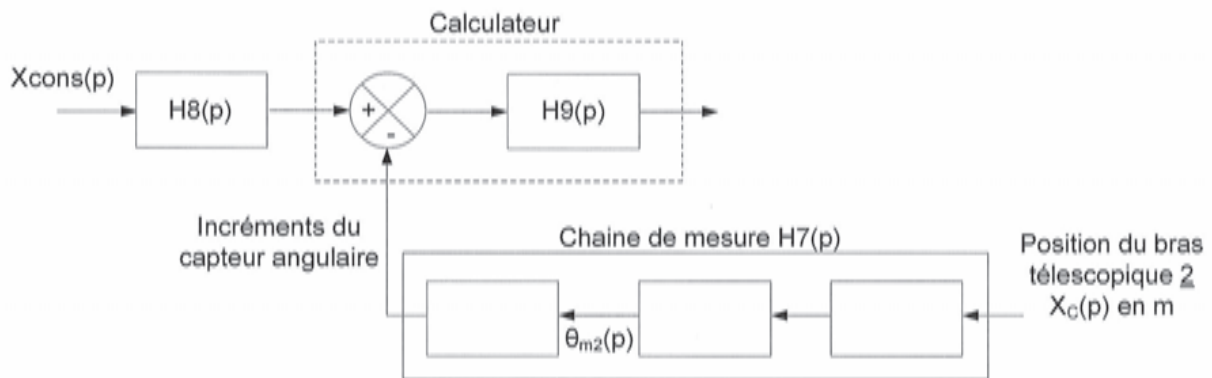 Calculateur
Xcons(p)
H8(p)
+
-
H9(p)
Incréments du
capteur angulaire
Chaine de mesure H7(p)
θm2(p)
Position du bras
télescopique 2
XC(p) en m